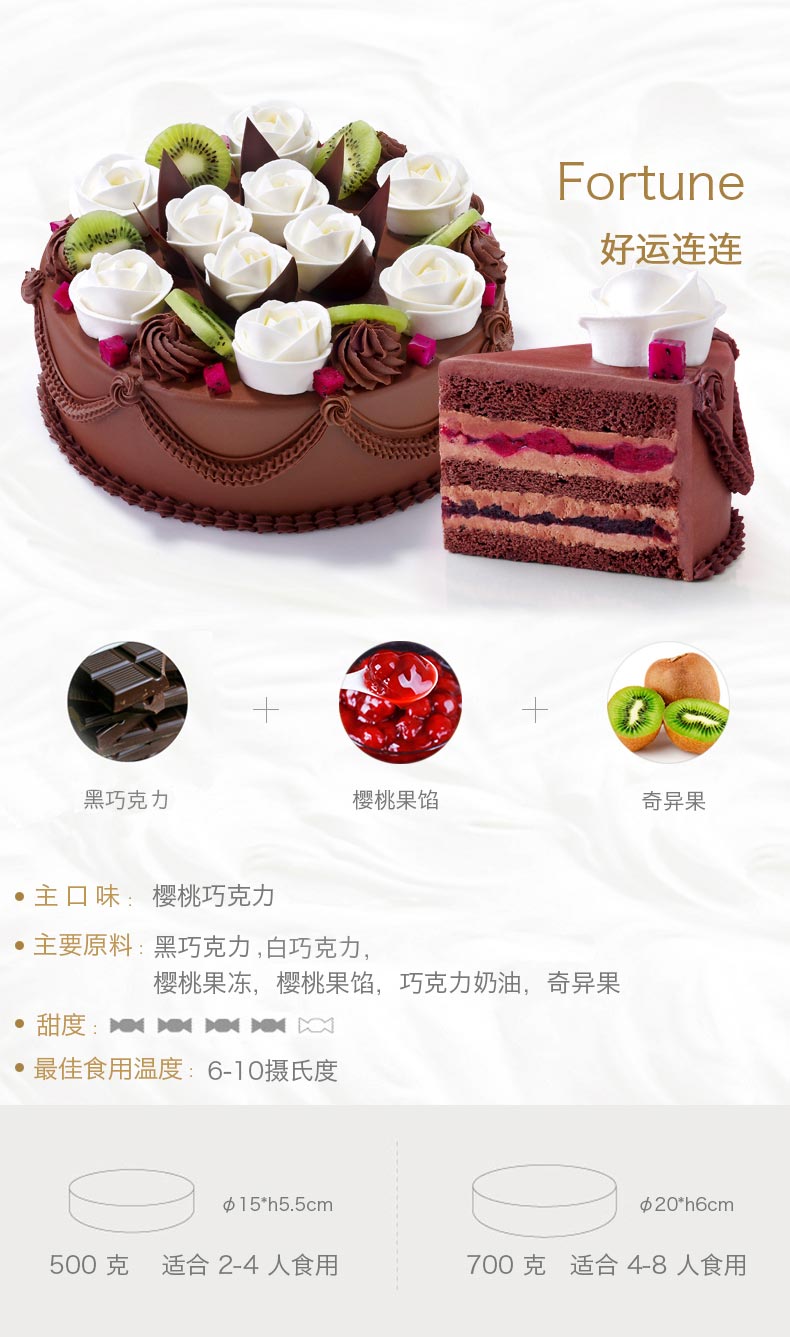 Fortune
好运连连
黑巧克力
樱桃果馅
奇异果
主口味： 樱桃巧克力
主要原料： 黑巧克力，白巧克力，
樱桃果冻，樱桃果馅，巧克力奶油，奇异果
甜度：
最佳食用温度： 6-10摄氏度
φ15*h5.5cm
500 克 适合 2-4 人食用
φ20*h6cm
700 克 适合 4-8 人食用